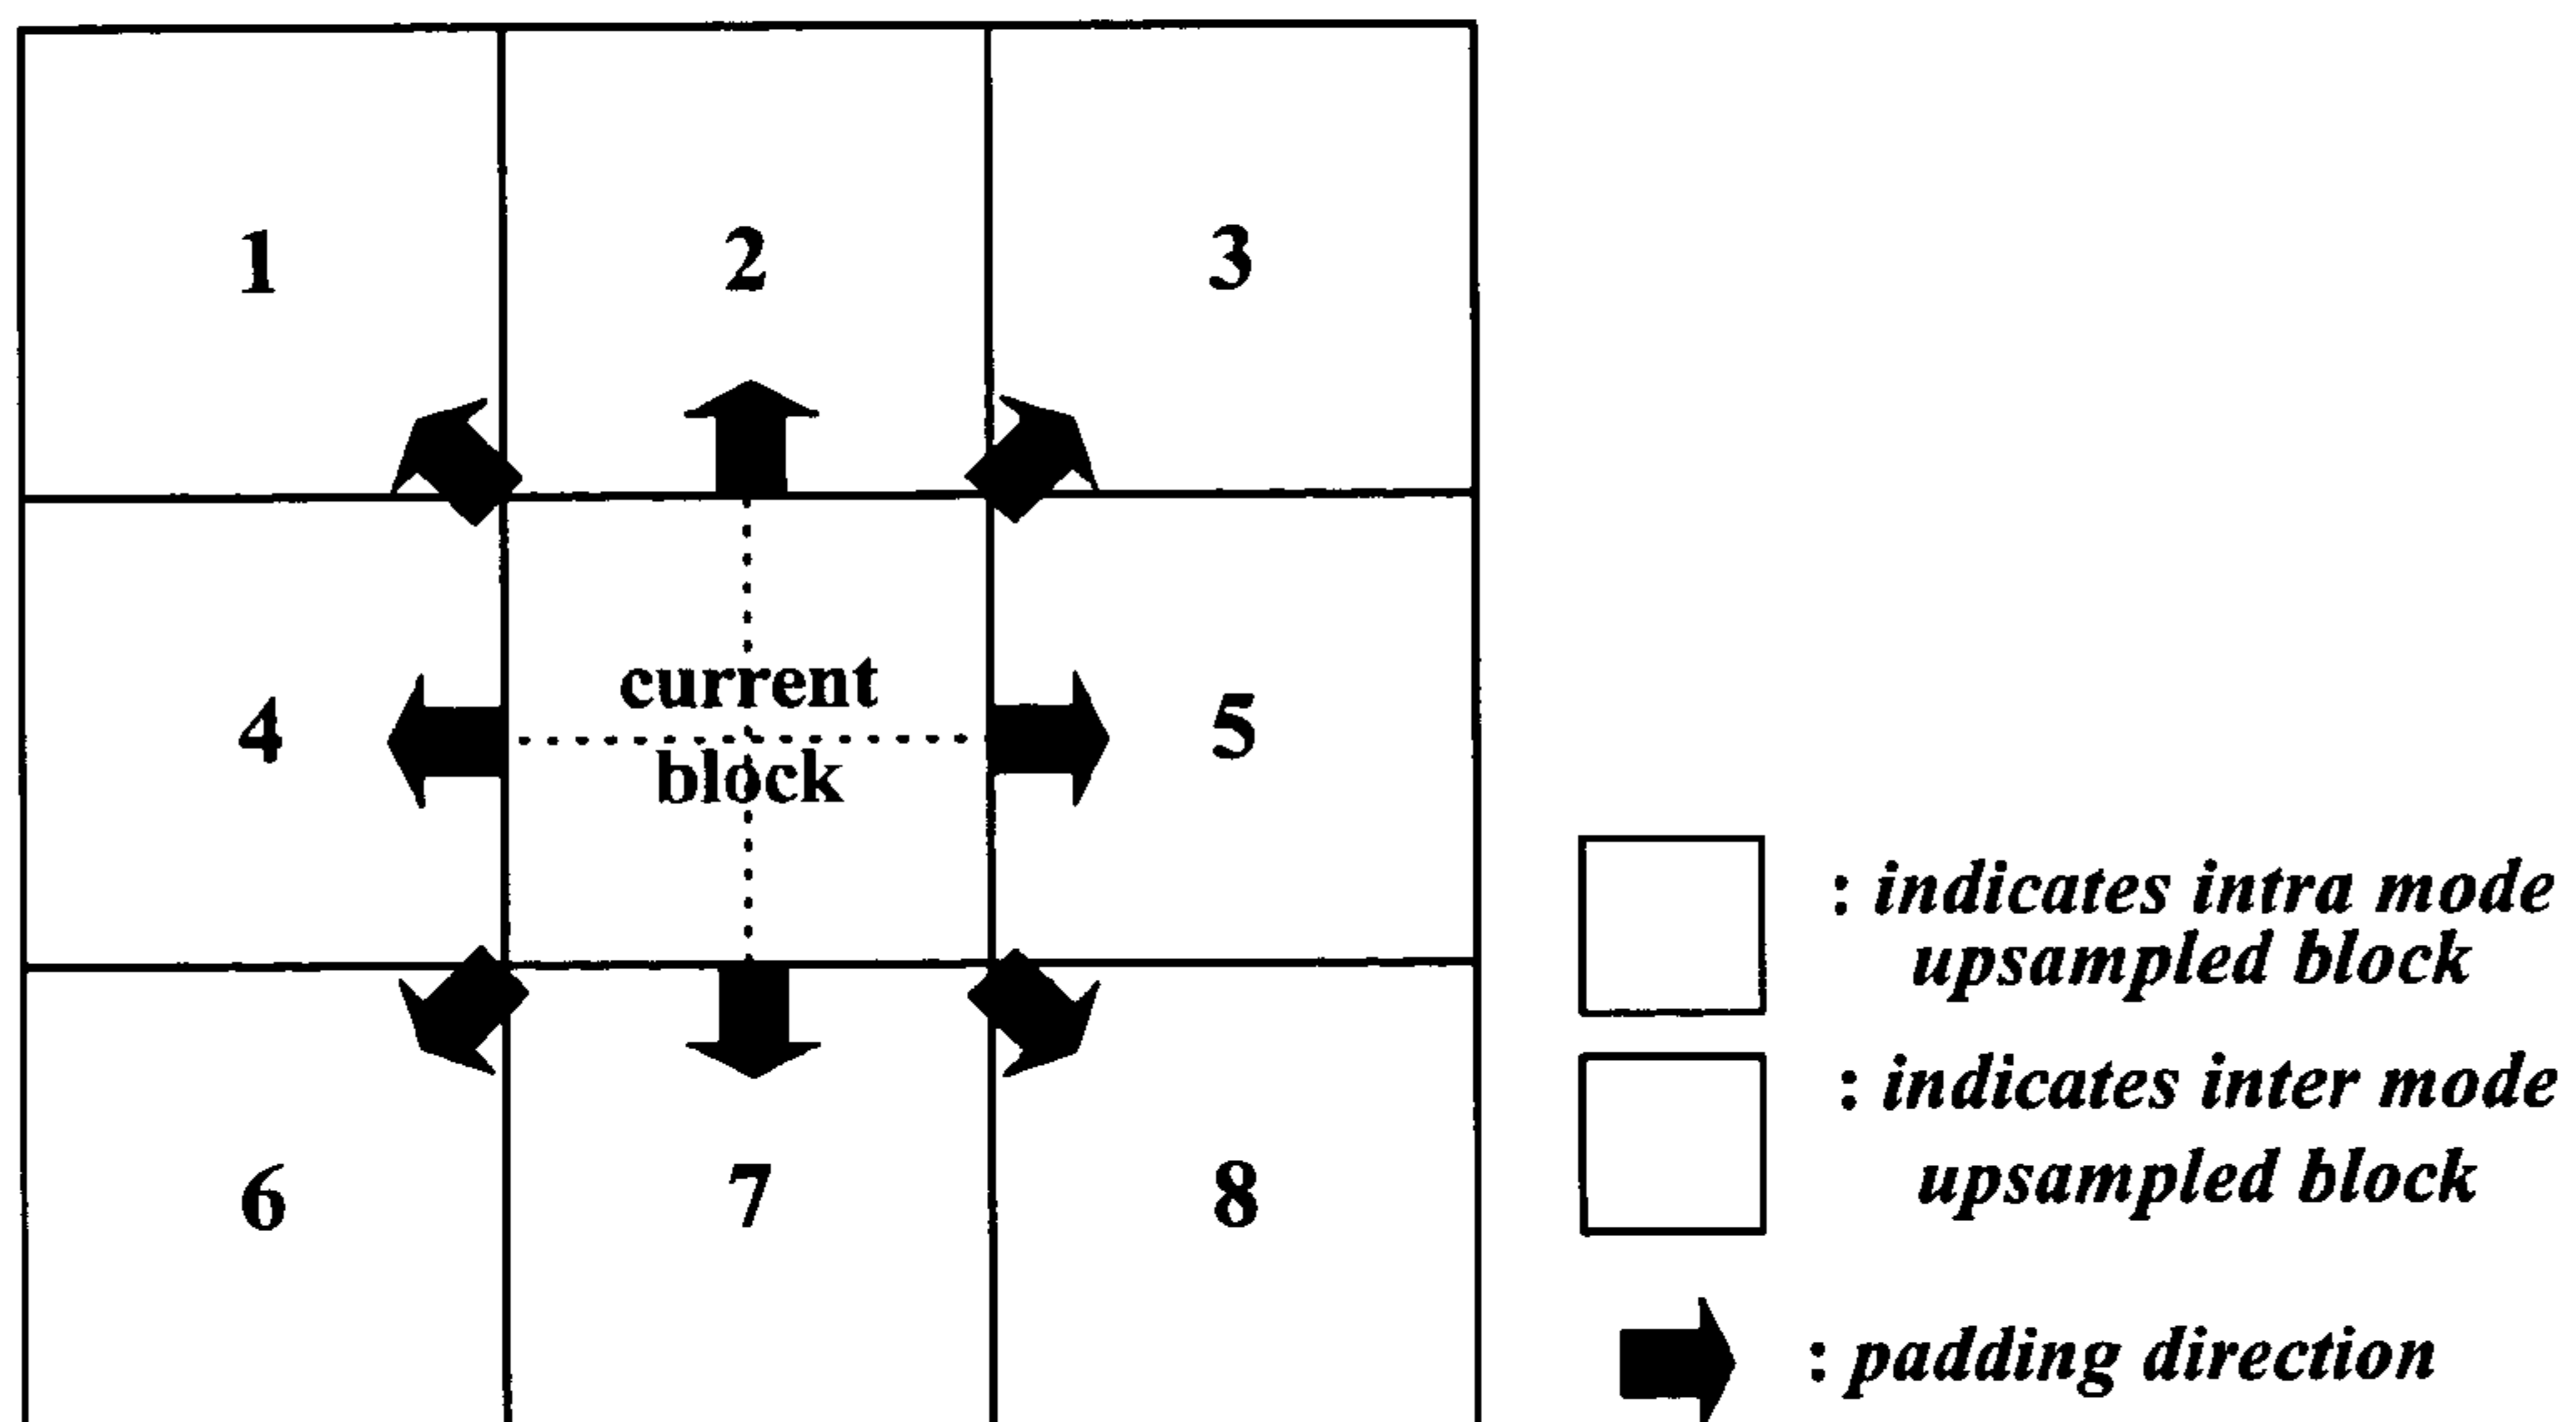 1 2 3
current
4 5
block
: indicates intra mode
upsampled block
: indicates inter mode
upsampled block
6 7 8
: padding direction